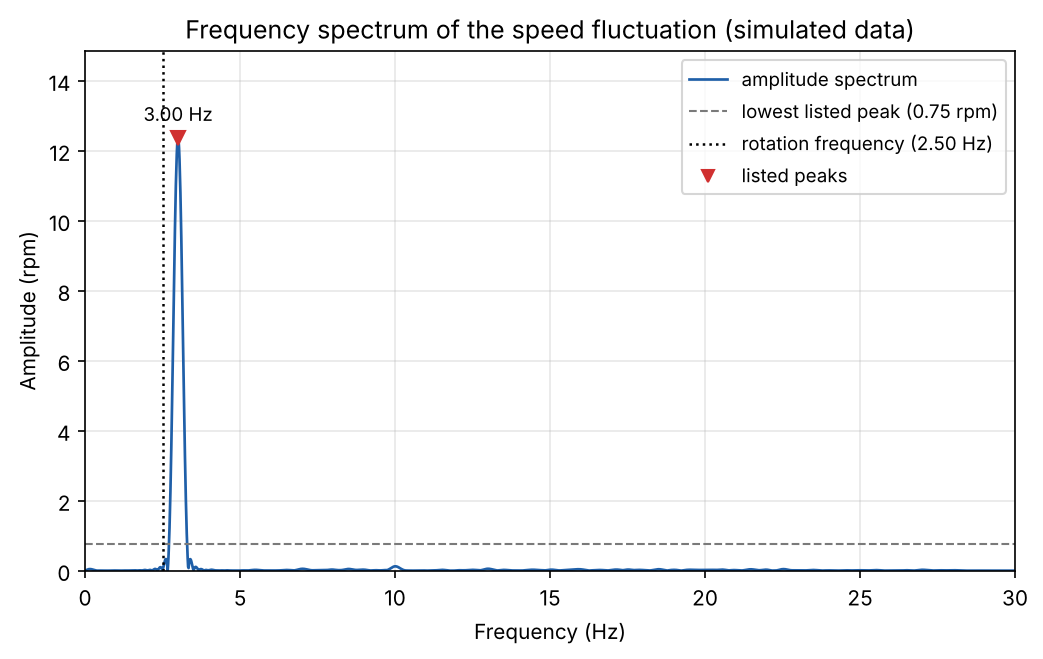 Frequency spectrum of the speed fluctuation (simulated data)
amplitude spectrum
lowest listed peak (0.75 rpm)
rotation frequency (2.50 Hz)
listed peaks
3.00 Hz
Amplitude (rpm)
14
12
10
8
6
4
2
0
0 5 10 15 20 25 30
Frequency (Hz)